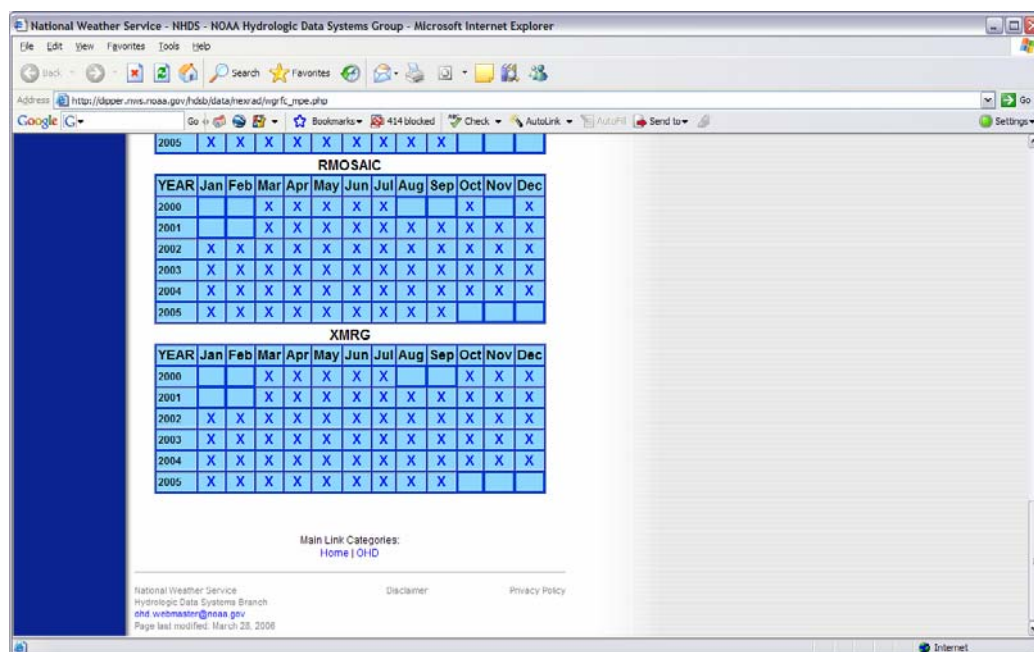 National Weather Service - NHDS - NOAA Hydrologic Data Systems Group - Microsoft Internet Explorer
File Edit View Favorites Tools Help
Back Search Favorites
Address http://dipper.nws.noaa.gov/hdsb/data/nexrad/wgrfc_mpe.php Go
Google G Go Bookmarks 414 blocked Check AutoLink AutoFill Send to Settings
2005 X X X X X X X X X
RMOSAIC
YEAR Jan Feb Mar Apr May Jun Jul Aug Sep Oct Nov Dec
2000 X X X X X X X
2001 X X X X X X X X X X
2002 X X X X X X X X X X X X
2003 X X X X X X X X X X X X
2004 X X X X X X X X X X X X
2005 X X X X X X X X X
XMRG
YEAR Jan Feb Mar Apr May Jun Jul Aug Sep Oct Nov Dec
2000 X X X X X X X X
2001 X X X X X X X X X X
2002 X X X X X X X X X X X X
2003 X X X X X X X X X X X X
2004 X X X X X X X X X X X X
2005 X X X X X X X X X
Main Link Categories:
Home | OHD
National Weather Service Disclaimer Privacy Policy
Hydrologic Data Systems Branch
ohd.webmaster@noaa.gov
Page last modified: March 28, 2006
Internet